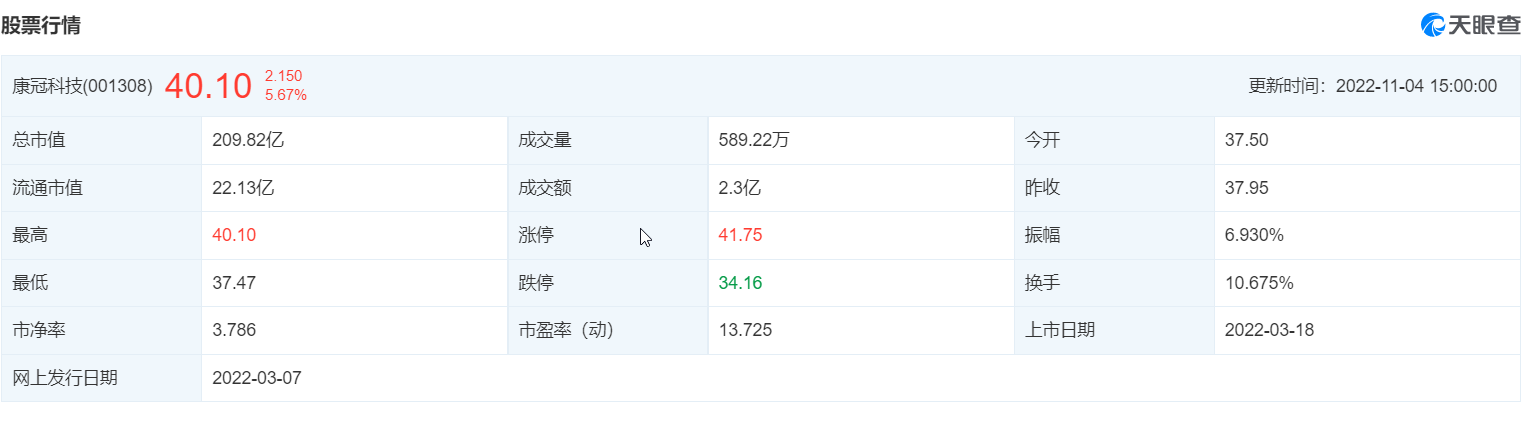 股票行情 天眼查
康冠科技(001308) 40.10 2.150 更新时间：2022-11-04 15:00:00
5.67%
总市值 209.82亿 成交量 589.22万 今开 37.50
流通市值 22.13亿 成交额 2.3亿 昨收 37.95
最高 40.10 涨停 41.75 振幅 6.930%
最低 37.47 跌停 34.16 换手 10.675%
市净率 3.786 市盈率（动） 13.725 上市日期 2022-03-18
网上发行日期 2022-03-07